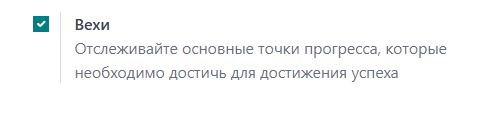 Вехи
Отслеживайте основные точки прогресса, которые
необходимо достичь для достижения успеха